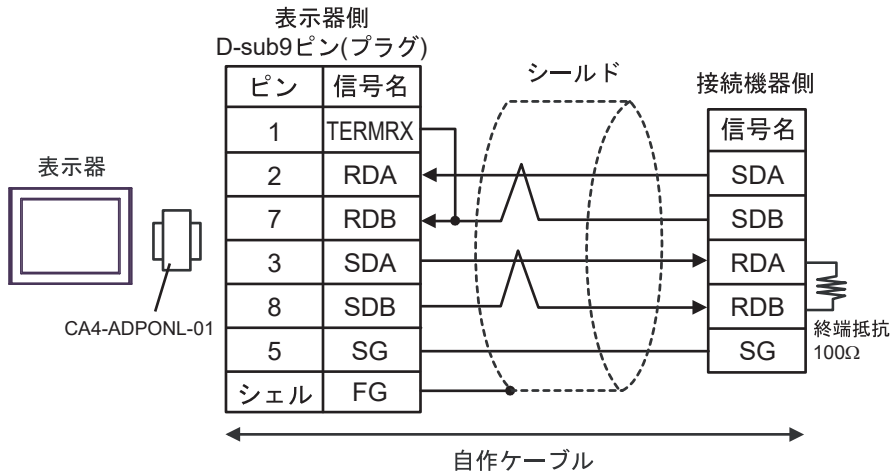 表示器側
D-sub9ピン(プラグ)
ピン 信号名
1 TERMRX
2 RDA
7 RDB
3 SDA
8 SDB
5 SG
シェル FG
シールド
接続機器側
信号名
SDA
SDB
RDA
RDB
SG
終端抵抗
100Ω
表示器
CA4-ADPONL-01
自作ケーブル